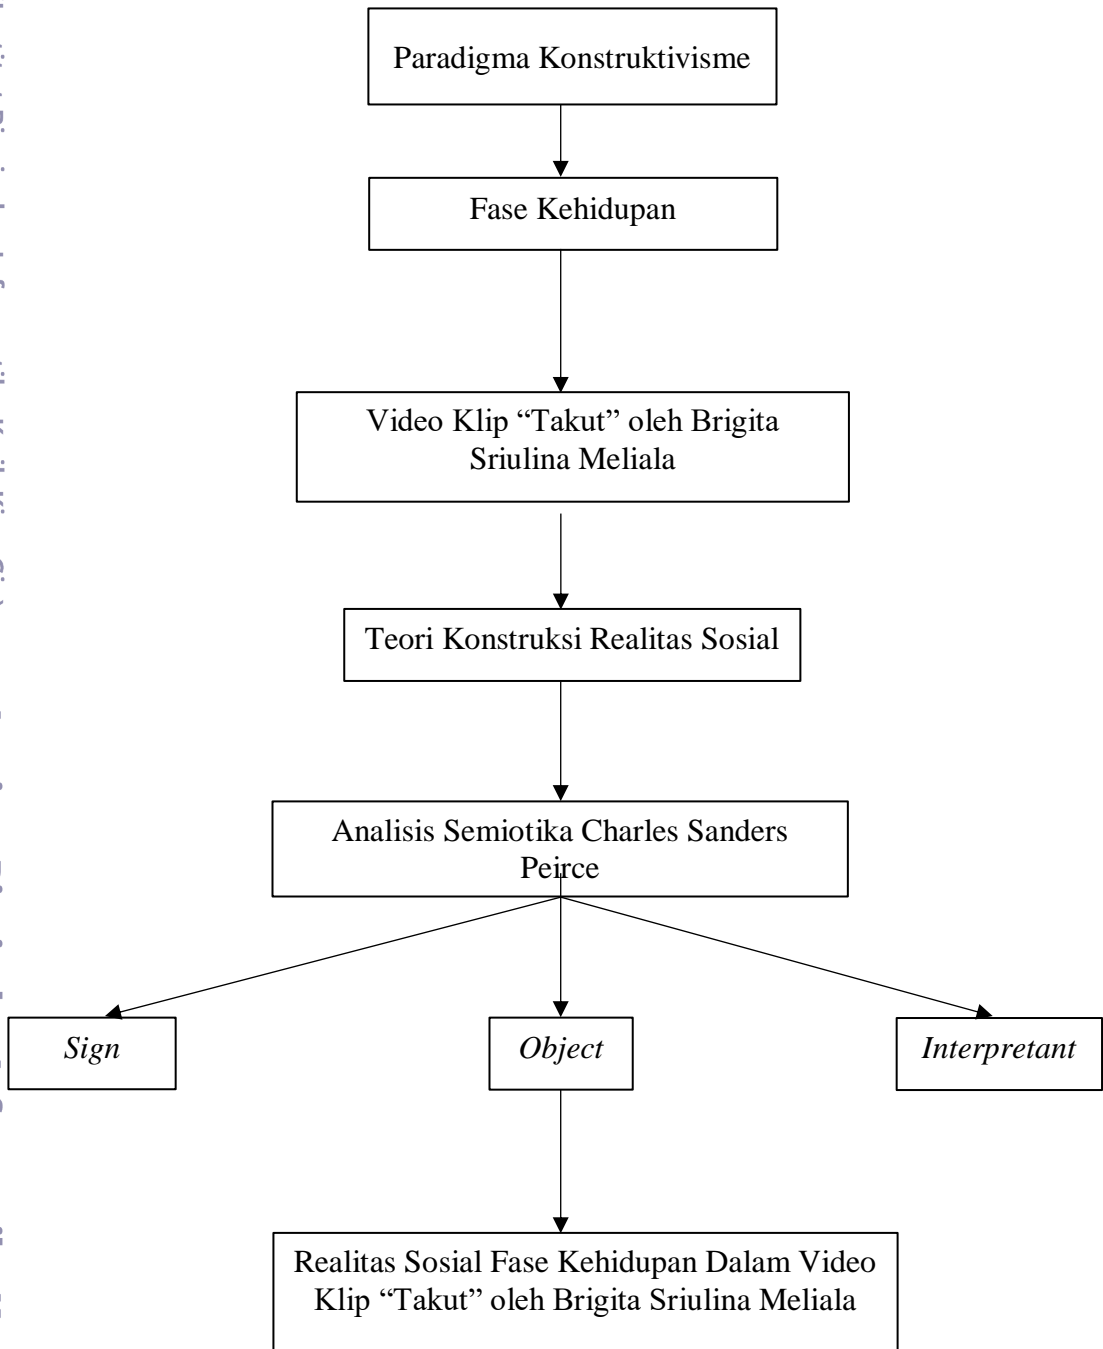 Paradigma Konstruktivisme
Fase Kehidupan
Video Klip “Takut” oleh Brigita
Sriulina Meliala
Teori Konstruksi Realitas Sosial
Analisis Semiotika Charles Sanders
Peirce
Sign
Object
Interpretant
Realitas Sosial Fase Kehidupan Dalam Video
Klip “Takut” oleh Brigita Sriulina Meliala